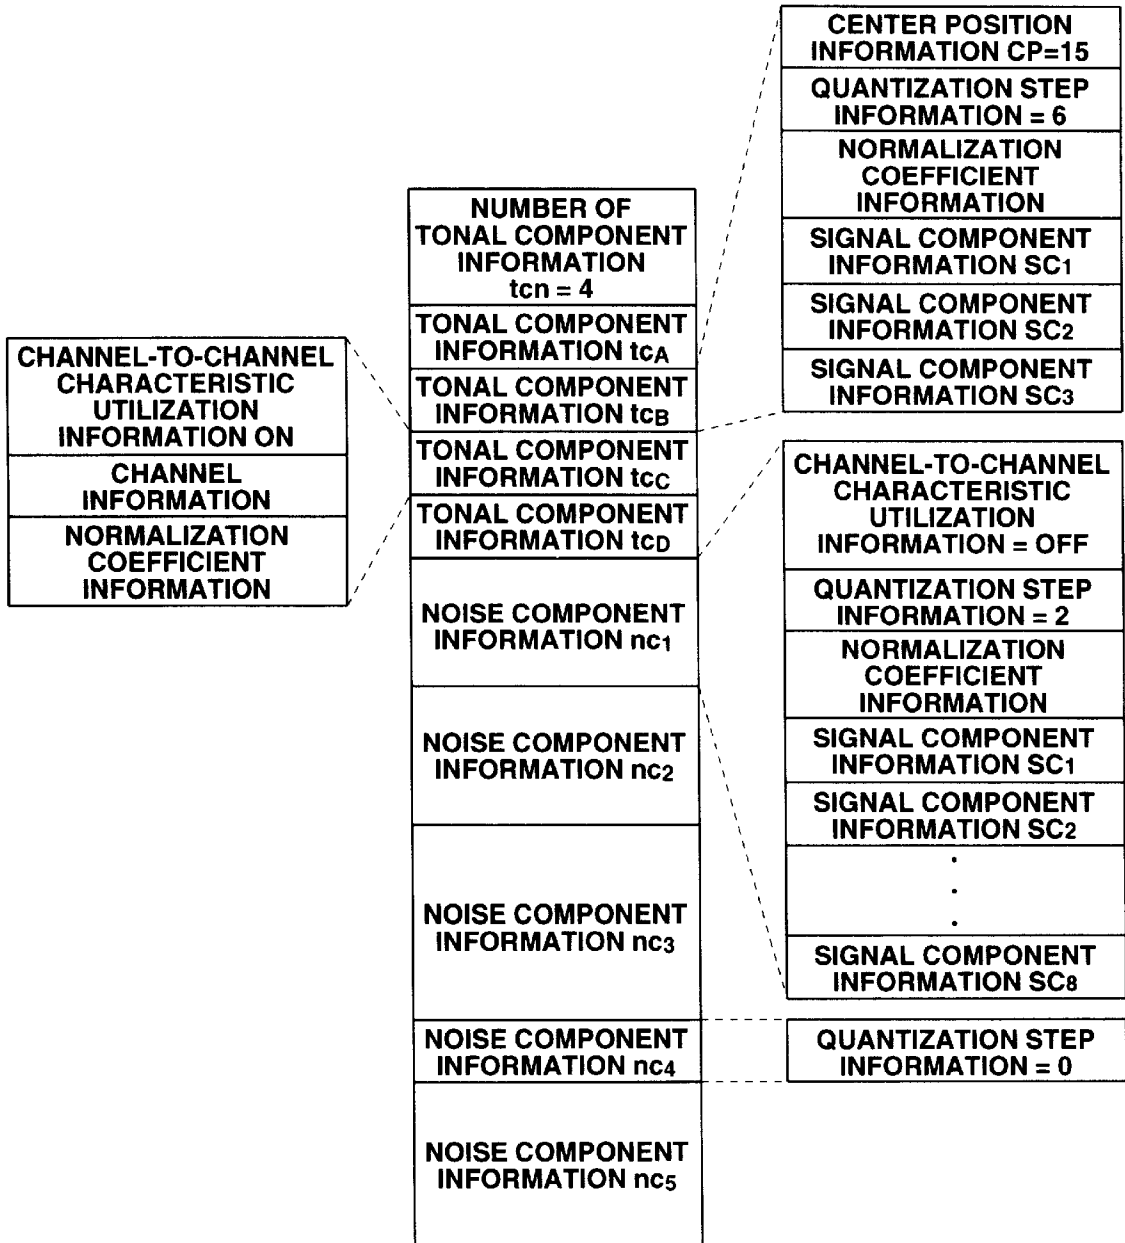 CHANNEL-TO-CHANNEL
CHARACTERISTIC
UTILIZATION
INFORMATION ON
CHANNEL
INFORMATION
NORMALIZATION
COEFFICIENT
INFORMATION
NUMBER OF
TONAL COMPONENT
INFORMATION
tcn = 4
TONAL COMPONENT
INFORMATION tcA
TONAL COMPONENT
INFORMATION tcB
TONAL COMPONENT
INFORMATION tcC
TONAL COMPONENT
INFORMATION tcD
NOISE COMPONENT
INFORMATION nc1
NOISE COMPONENT
INFORMATION nc2
NOISE COMPONENT
INFORMATION nc3
NOISE COMPONENT
INFORMATION nc4
NOISE COMPONENT
INFORMATION nc5
CENTER POSITION
INFORMATION CP=15
QUANTIZATION STEP
INFORMATION = 6
NORMALIZATION
COEFFICIENT
INFORMATION
SIGNAL COMPONENT
INFORMATION SC1
SIGNAL COMPONENT
INFORMATION SC2
SIGNAL COMPONENT
INFORMATION SC3
CHANNEL-TO-CHANNEL
CHARACTERISTIC
UTILIZATION
INFORMATION = OFF
QUANTIZATION STEP
INFORMATION = 2
NORMALIZATION
COEFFICIENT
INFORMATION
SIGNAL COMPONENT
INFORMATION SC1
SIGNAL COMPONENT
INFORMATION SC2
.
.
.
SIGNAL COMPONENT
INFORMATION SC8
QUANTIZATION STEP
INFORMATION = 0